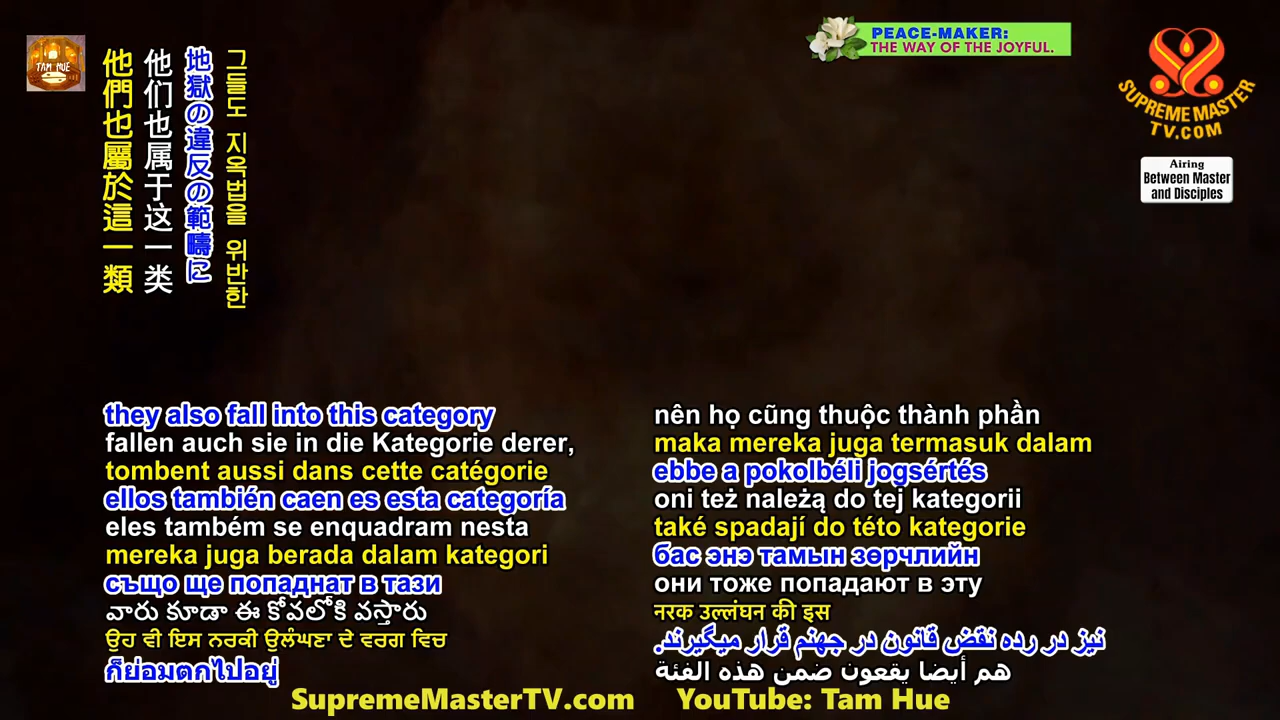 TAM HUE
他們也屬於這一類
他们也属于这一类
地獄の違反の範疇に
그들도 지옥법을 위반한
PEACE-MAKER:
THE WAY OF THE JOYFUL.
SUPREME MASTER
TV.COM
Airing
Between Master
and Disciples
they also fall into this category
fallen auch sie in die Kategorie derer,
tombent aussi dans cette catégorie
ellos también caen es esta categoría
eles também se enquadram nesta
mereka juga berada dalam kategori
също ще попаднат в тази
వారు కూడా ఈ కోవలోకి వస్తారు
ਉਹ ਵੀ ਇਸ ਨਰਕੀ ਉਲੰਘਣਾ ਦੇ ਵਰਗ ਵਿਚ
ก็ย่อมตกไปอยู่
nên họ cũng thuộc thành phần
maka mereka juga termasuk dalam
ebbe a pokolbéli jogsértés
oni też należą do tej kategorii
také spadají do této kategorie
бас энэ тамын зөрчлийн
они тоже попадают в эту
नरक उल्लंघन की इस
نیز در رده نقض قانون در جهنم قرار میگیرند.
هم أيضا يقعون ضمن هذه الفئة
SupremeMasterTV.com
YouTube: Tam Hue